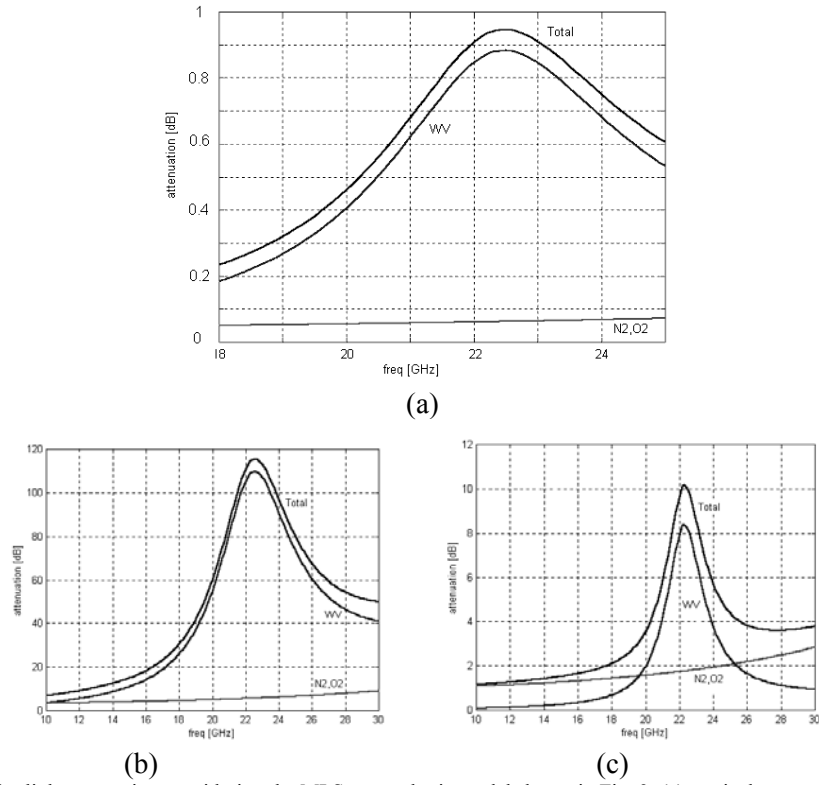 1
0.8
0.6
0.4
0.2
0
attenuation [dB]
Total
WV
N2,O2
18 20 22 24
freq [GHz]
(a)
120
100
80
60
40
20
0
attenuation [dB]
Total
WV
N2,O2
10 12 14 16 18 20 22 24 26 28 30
freq [GHz]
(b)
12
10
8
6
4
2
0
attenuation [dB]
Total
WV
N2,O2
10 12 14 16 18 20 22 24 26 28 30
freq [GHz]
(c)